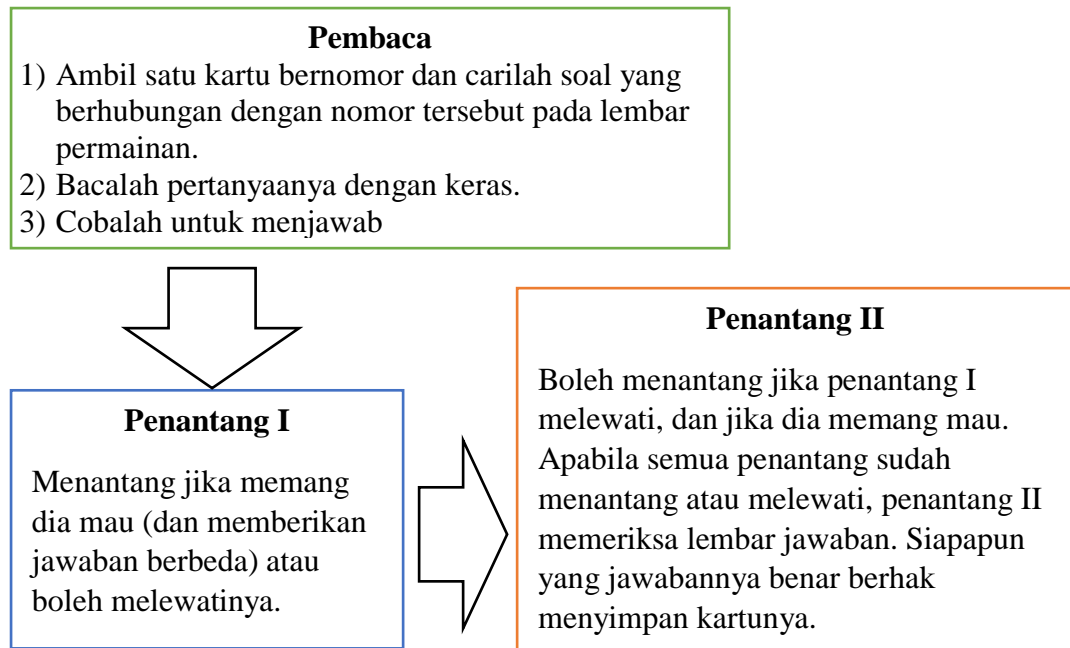 Pembaca
1) Ambil satu kartu bernomor dan carilah soal yang
berhubungan dengan nomor tersebut pada lembar
permainan.
2) Bacalah pertanyaanya dengan keras.
3) Cobalah untuk menjawab
Penantang I
Menantang jika memang
dia mau (dan memberikan
jawaban berbeda) atau
boleh melewatinya.
Penantang II
Boleh menantang jika penantang I
melewati, dan jika dia memang mau.
Apabila semua penantang sudah
menantang atau melewati, penantang II
memeriksa lembar jawaban. Siapapun
yang jawabannya benar berhak
menyimpan kartunya.